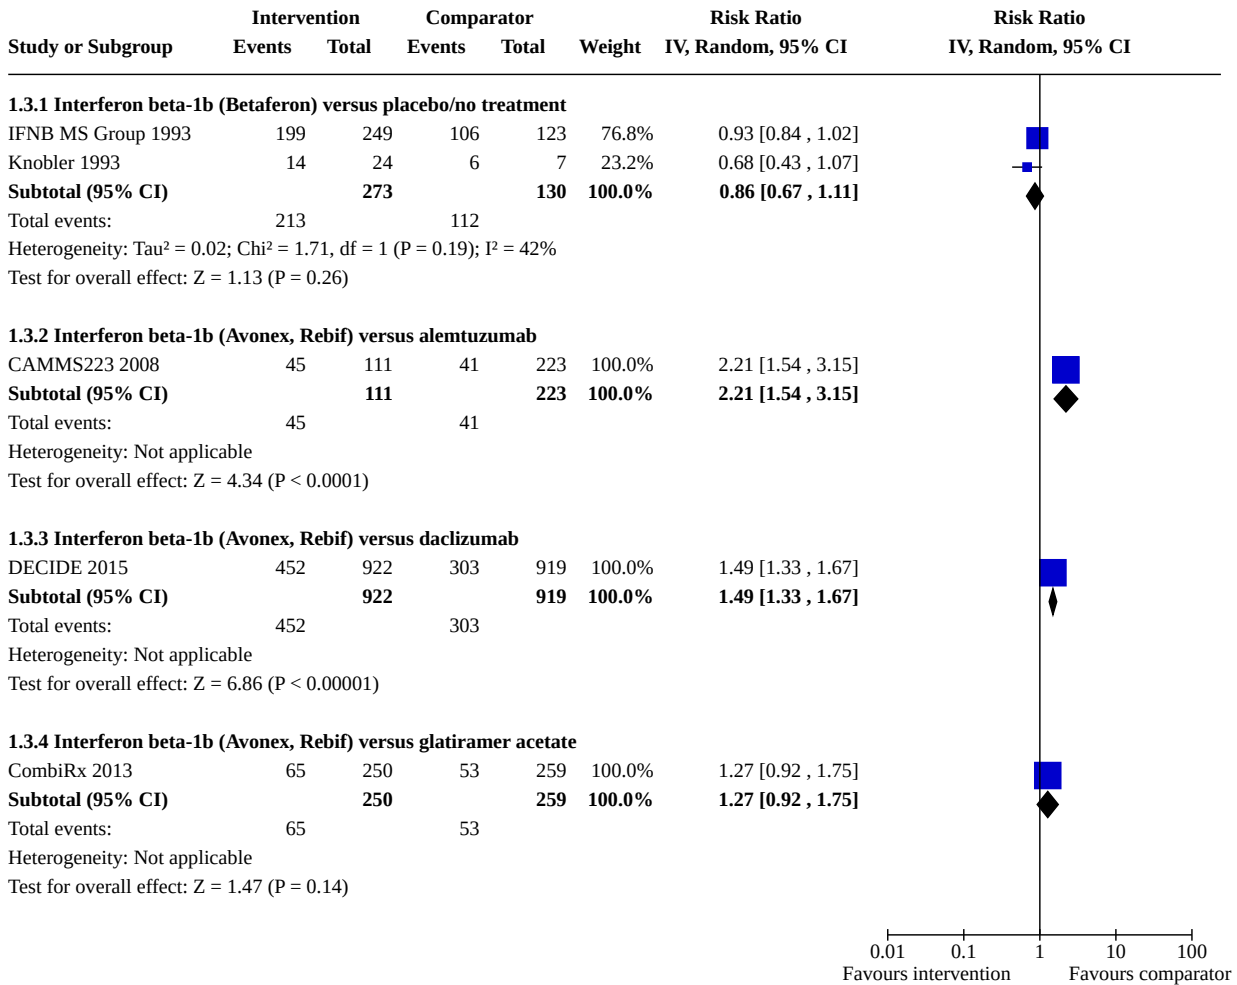 Intervention Comparator Risk Ratio Risk Ratio
Study or Subgroup Events Total Events Total Weight IV, Random, 95% CI IV, Random, 95% CI
1.3.1 Interferon beta-1b (Betaferon) versus placebo/no treatment
IFNB MS Group 1993 199 249 106 123 76.8% 0.93 [0.84 , 1.02]
Knobler 1993 14 24 6 7 23.2% 0.68 [0.43 , 1.07]
Subtotal (95% CI) 273 130 100.0% 0.86 [0.67 , 1.11]
Total events: 213 112
Heterogeneity: Tau² = 0.02; Chi² = 1.71, df = 1 (P = 0.19); I² = 42%
Test for overall effect: Z = 1.13 (P = 0.26)
1.3.2 Interferon beta-1b (Avonex, Rebif) versus alemtuzumab
CAMMS223 2008 45 111 41 223 100.0% 2.21 [1.54 , 3.15]
Subtotal (95% CI) 111 223 100.0% 2.21 [1.54 , 3.15]
Total events: 45 41
Heterogeneity: Not applicable
Test for overall effect: Z = 4.34 (P < 0.0001)
1.3.3 Interferon beta-1b (Avonex, Rebif) versus daclizumab
DECIDE 2015 452 922 303 919 100.0% 1.49 [1.33 , 1.67]
Subtotal (95% CI) 922 919 100.0% 1.49 [1.33 , 1.67]
Total events: 452 303
Heterogeneity: Not applicable
Test for overall effect: Z = 6.86 (P < 0.00001)
1.3.4 Interferon beta-1b (Avonex, Rebif) versus glatiramer acetate
CombiRx 2013 65 250 53 259 100.0% 1.27 [0.92 , 1.75]
Subtotal (95% CI) 250 259 100.0% 1.27 [0.92 , 1.75]
Total events: 65 53
Heterogeneity: Not applicable
Test for overall effect: Z = 1.47 (P = 0.14)
0.01 0.1 1 10 100
Favours intervention Favours comparator